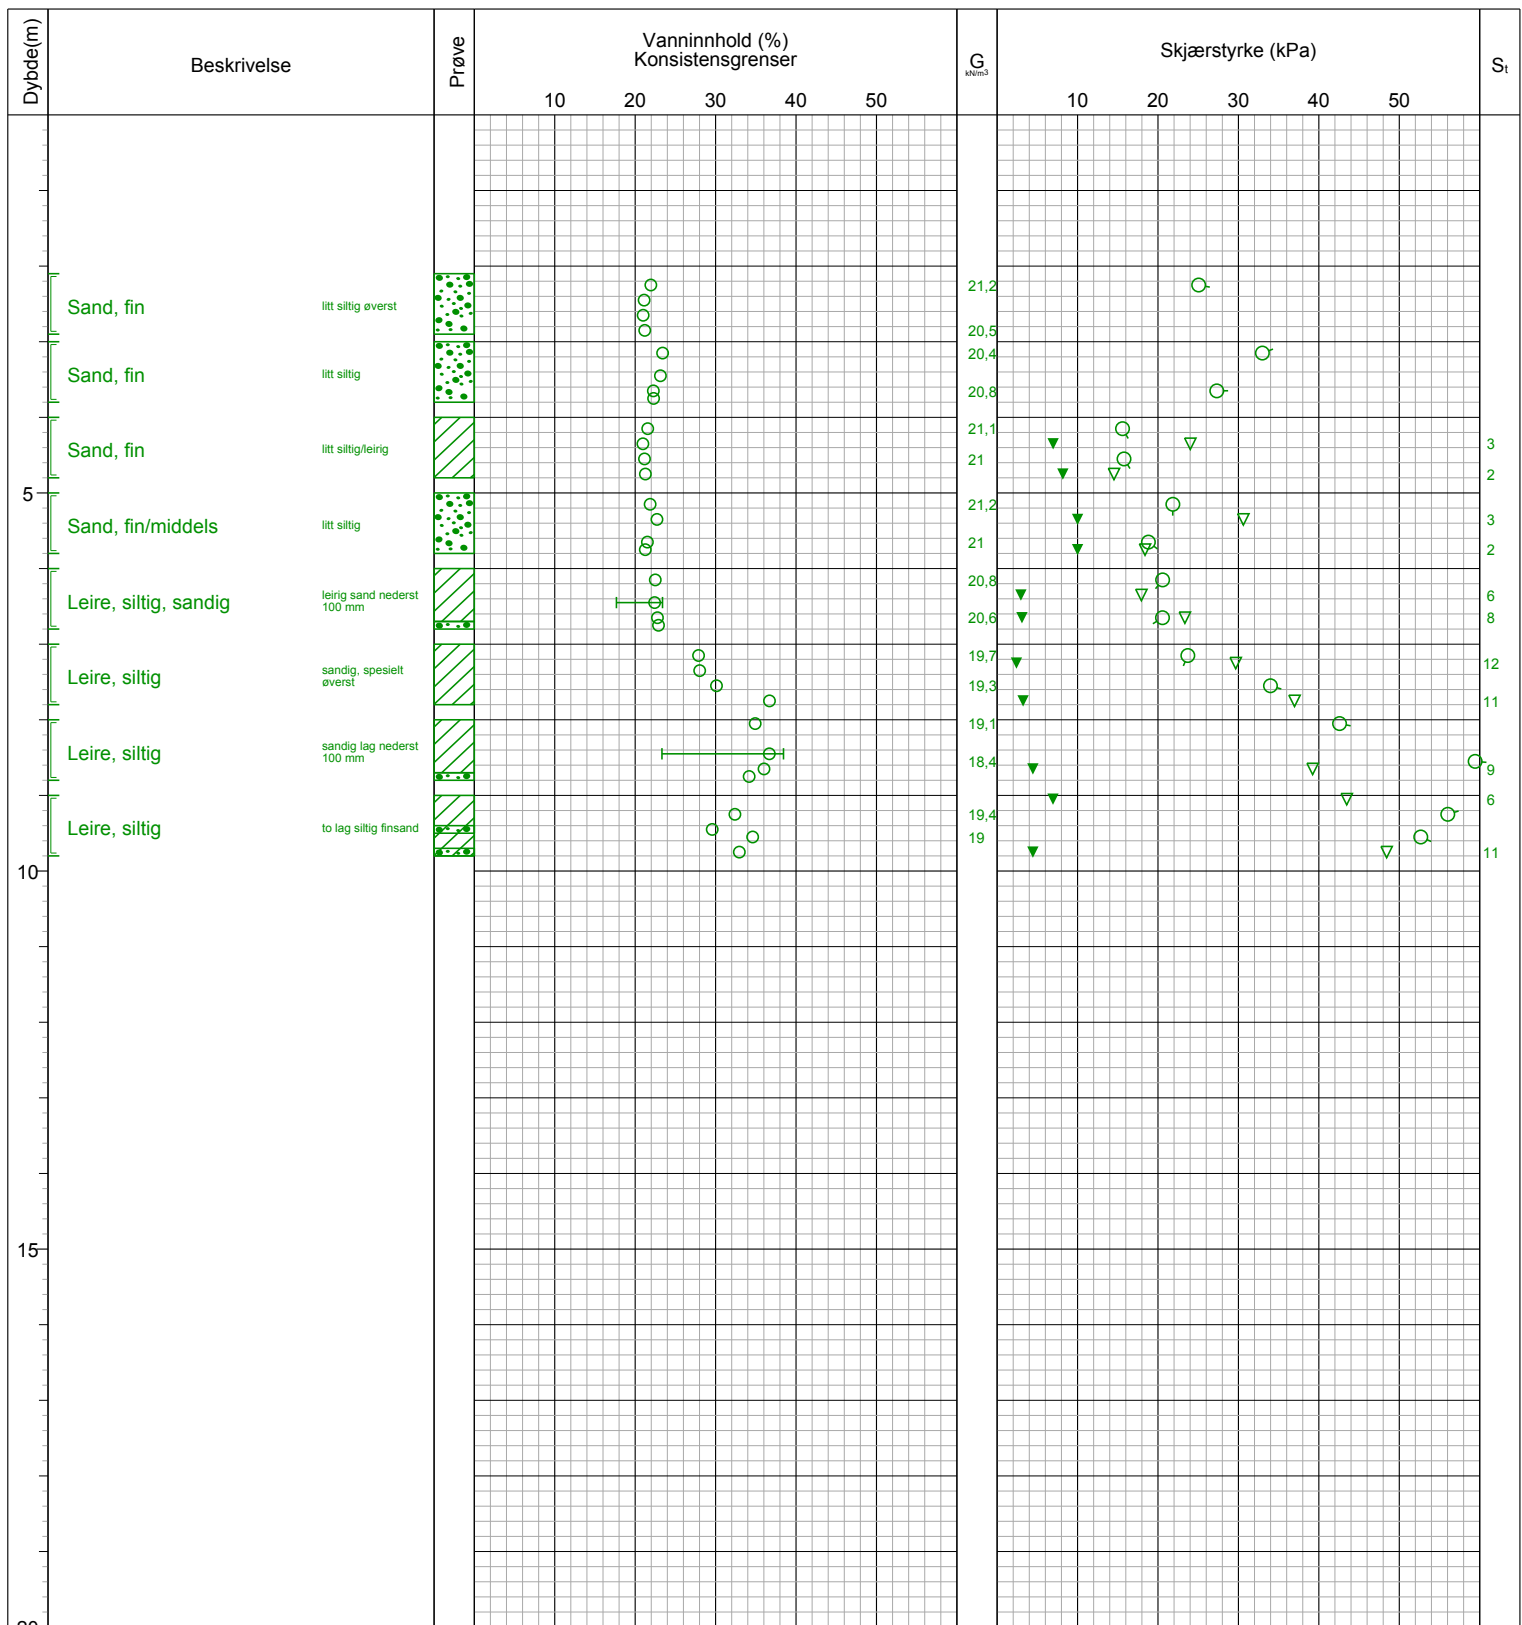 Dybde(m)
Beskrivelse
Prøve
Vanninnhold (%)
Konsistensgrenser
10 20 30 40 50
G
kN/m3
Skjærstyrke (kPa)
10 20 30 40 50
St
Sand, fin
litt siltig øverst
21,2
20,5
Sand, fin
litt siltig
20,4
20,8
Sand, fin
litt siltig/leirig
21,1
3
21
2
5
Sand, fin/middels
litt siltig
21,2
3
21
2
Leire, siltig, sandig
leirig sand nederst
100 mm
20,8
6
20,6
8
Leire, siltig
sandig, spesielt
øverst
19,7
12
19,3
11
Leire, siltig
sandig lag nederst
100 mm
19,1
18,4
9
Leire, siltig
to lag siltig finsand
6
19,4
19
11
10
15